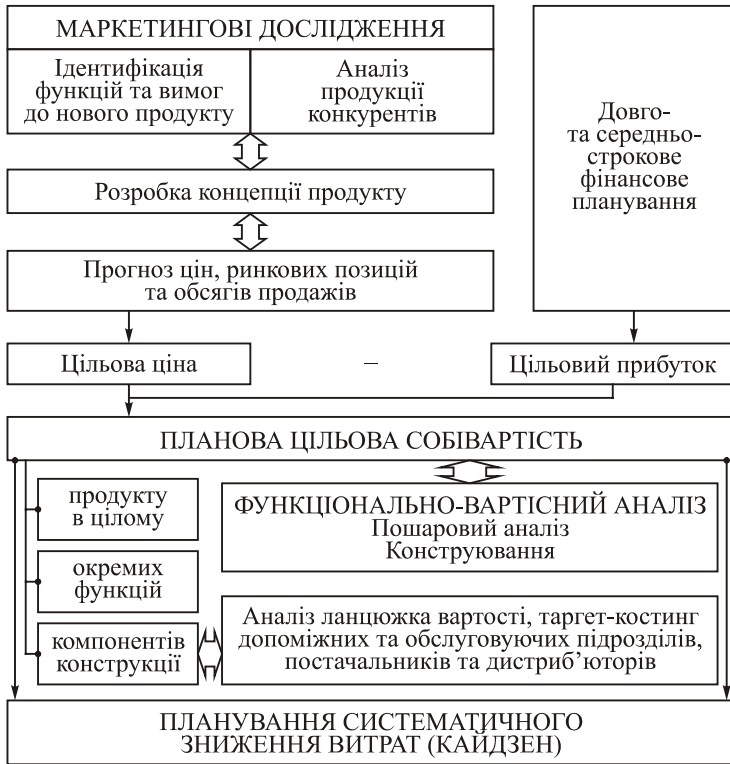 МАРКЕТИНГОВІ ДОСЛІДЖЕННЯ
Ідентифікація
функцій та вимог
до нового продукту
Аналіз
продукції
конкурентів
Довго-
та середньо-
строкове
фінансове
планування
Розробка концепції продукту
Прогноз цін, ринкових позицій
та обсягів продажів
Цільова ціна
–
Цільовий прибуток
ПЛАНОВА ЦІЛЬОВА СОБІВАРТІСТЬ
продукту
в цілому
ФУНКЦІОНАЛЬНО-ВАРТІСНИЙ АНАЛІЗ
Пошаровий аналіз
Конструювання
окремих
функцій
компонентів
конструкції
Аналіз ланцюжка вартості, таргет-костинг
допоміжних та обслуговуючих підрозділів,
постачальників та дистриб’юторів
ПЛАНУВАННЯ СИСТЕМАТИЧНОГО
ЗНИЖЕННЯ ВИТРАТ (КАЙДЗЕН)